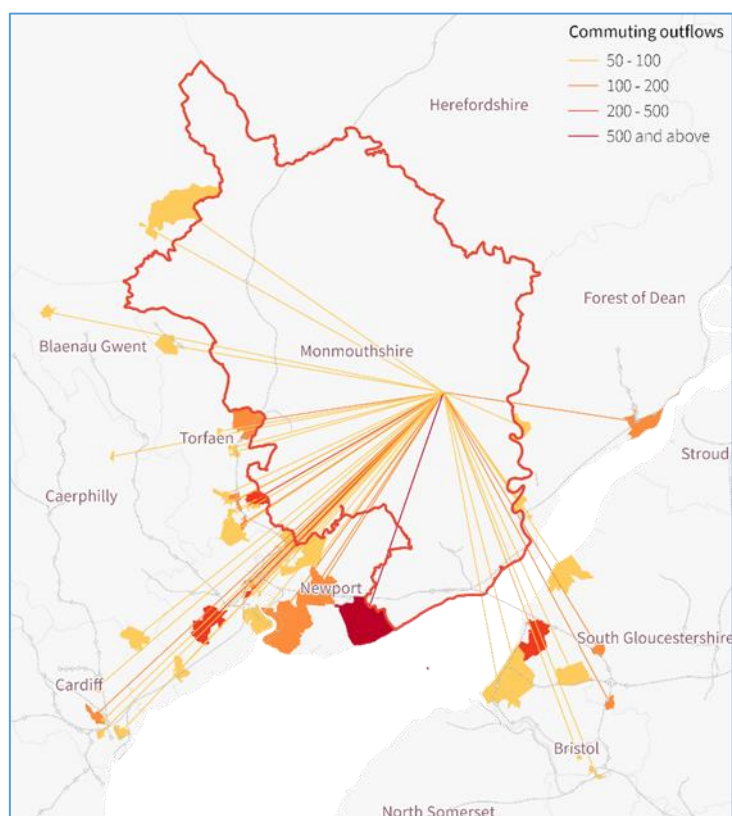 Commuting outflows
50 - 100
100 - 200
200 - 500
500 and above
Herefordshire
Forest of Dean
Monmouthshire
Blaenau Gwent
Torfaen
Stroud
Caerphilly
Newport
South Gloucestershire
Cardiff
Bristol
North Somerset